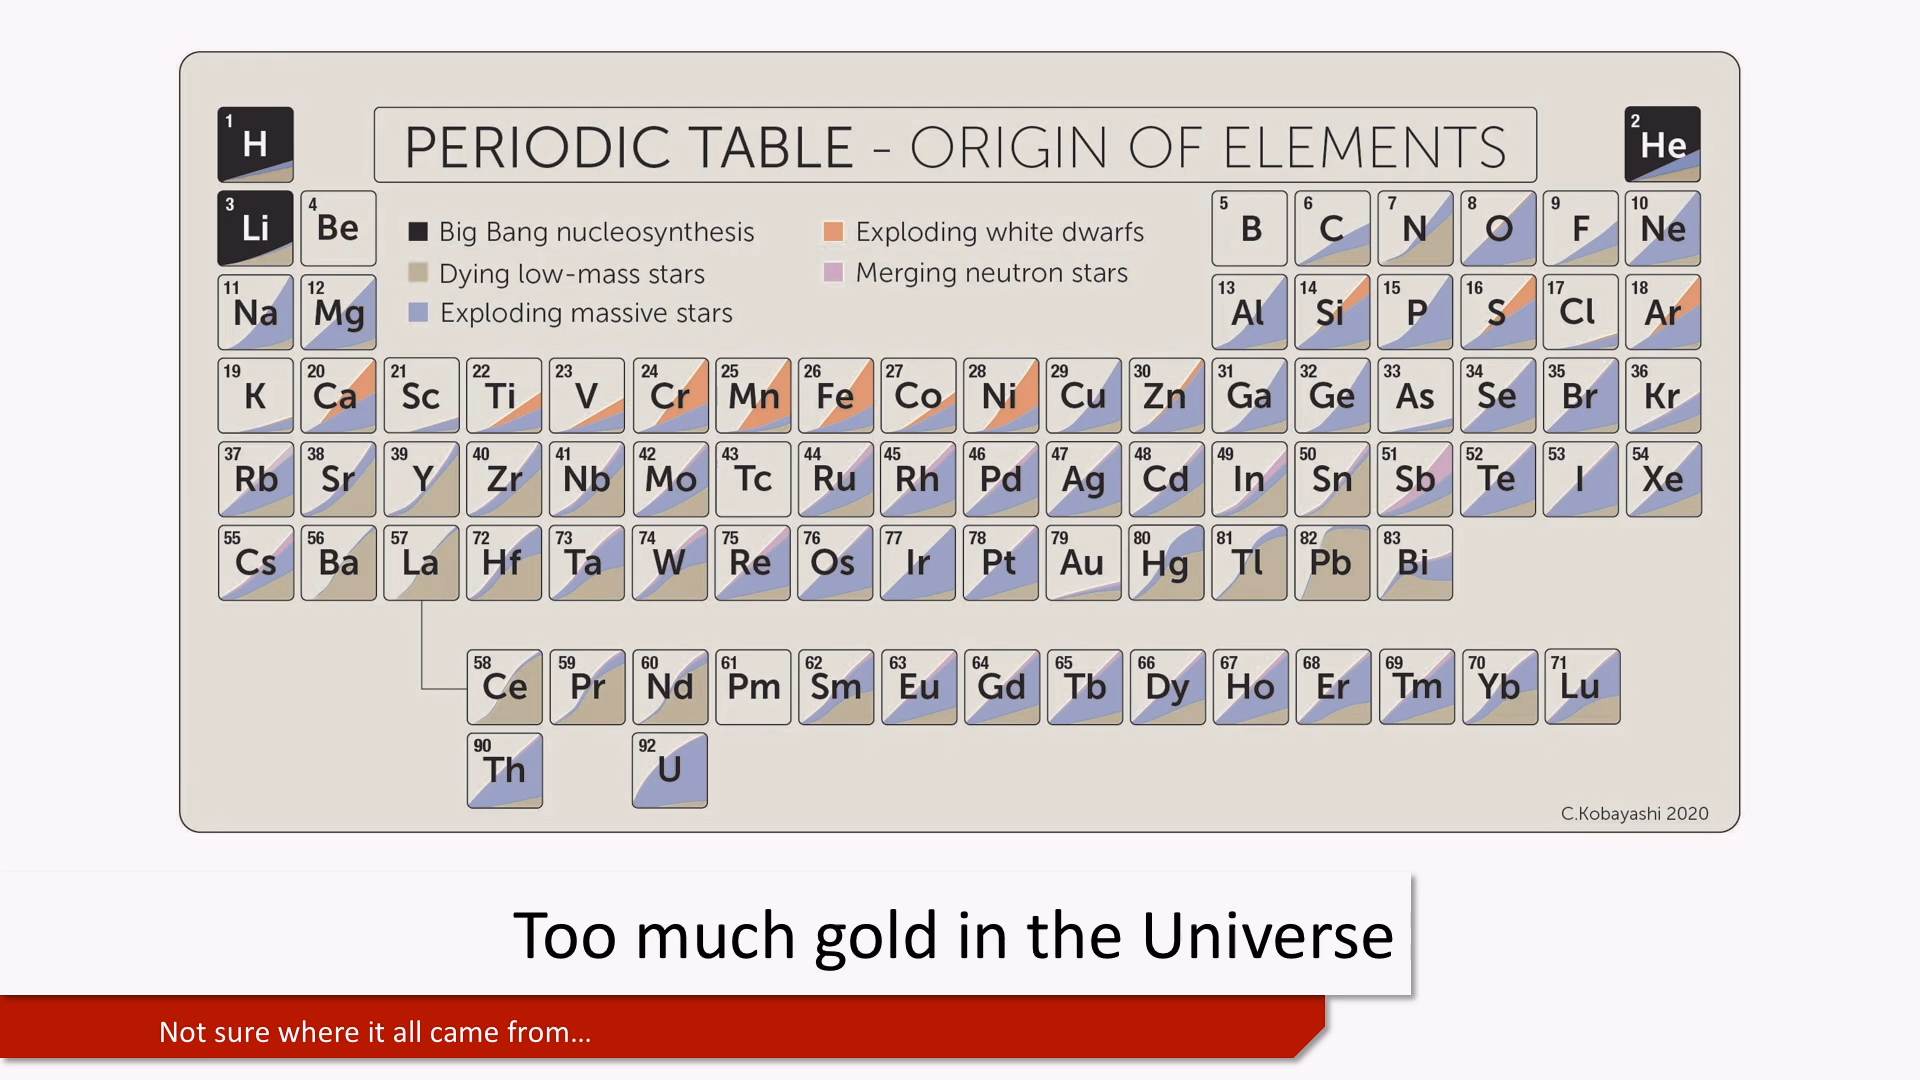 1 H
PERIODIC TABLE - ORIGIN OF ELEMENTS
2 He
3 Li 4 Be
Big Bang nucleosynthesis
Dying low-mass stars
Exploding massive stars
Exploding white dwarfs
Merging neutron stars
5 B 6 C 7 N 8 O 9 F 10 Ne
11 Na 12 Mg 13 Al 14 Si 15 P 16 S 17 Cl 18 Ar
19 K 20 Ca 21 Sc 22 Ti 23 V 24 Cr 25 Mn 26 Fe 27 Co 28 Ni 29 Cu 30 Zn 31 Ga 32 Ge 33 As 34 Se 35 Br 36 Kr
37 Rb 38 Sr 39 Y 40 Zr 41 Nb 42 Mo 43 Tc 44 Ru 45 Rh 46 Pd 47 Ag 48 Cd 49 In 50 Sn 51 Sb 52 Te 53 I 54 Xe
55 Cs 56 Ba 57 La 72 Hf 73 Ta 74 W 75 Re 76 Os 77 Ir 78 Pt 79 Au 80 Hg 81 Tl 82 Pb 83 Bi
58 Ce 59 Pr 60 Nd 61 Pm 62 Sm 63 Eu 64 Gd 65 Tb 66 Dy 67 Ho 68 Er 69 Tm 70 Yb 71 Lu
90 Th 92 U
C.Kobayashi 2020
Too much gold in the Universe
Not sure where it all came from...